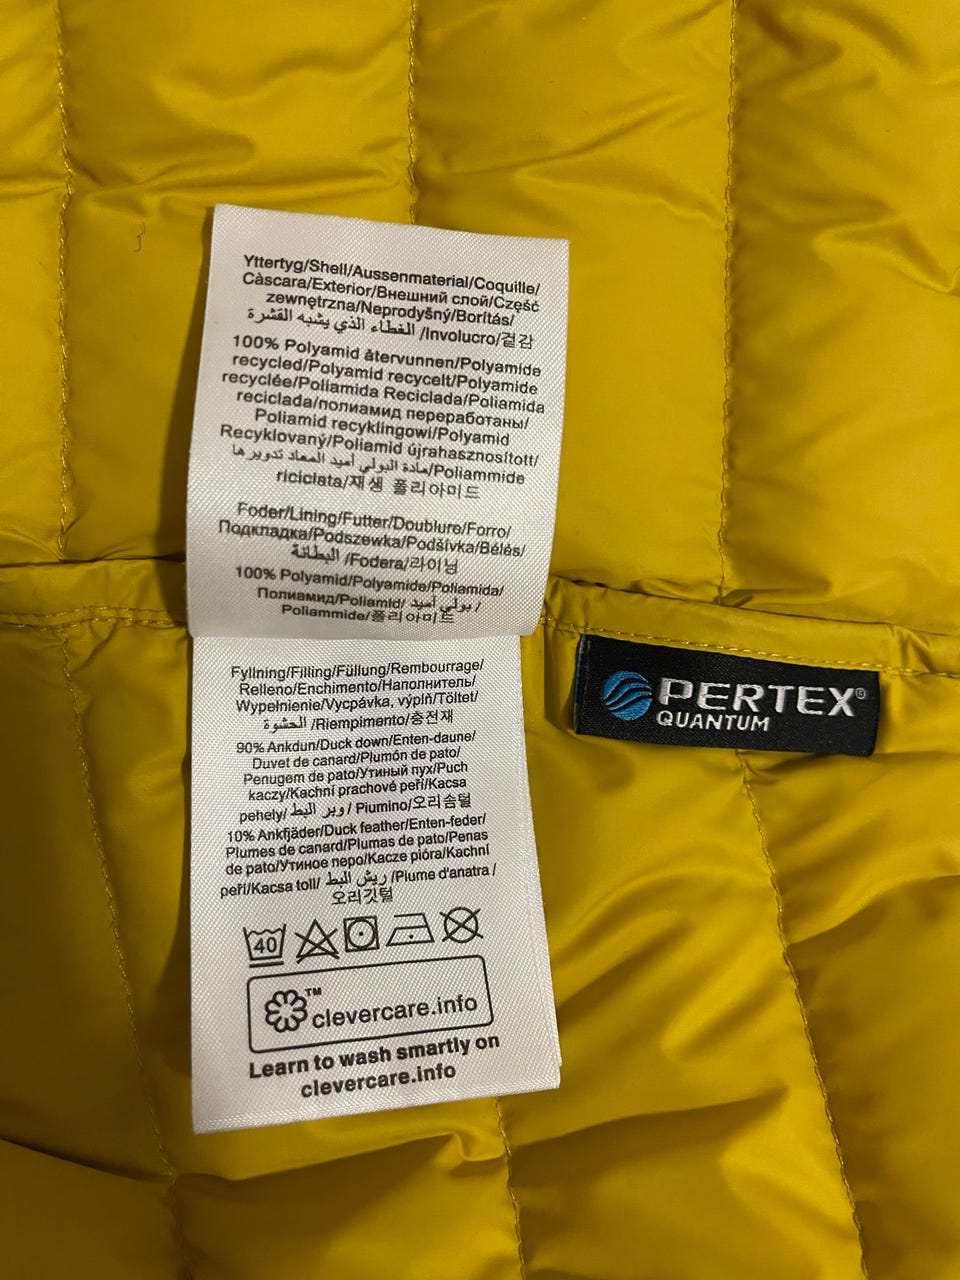 Yttertyg/Shell/Aussenmaterial/Coquille/
Càscara/Exterior/Внешний слой/Część
zewnętrzna/Neprodyšný/Borítás/
الغطاء الذي يشبه القشرة /Involucro/겉감
100% Polyamid återvunnen/Polyamide
recycled/Polyamid recycelt/Polyamide
recyclée/Poliamida Reciclada/Poliamida
reciclada/полиамид переработаны/
Poliamid recyklingowi/Polyamid
Recyklovaný/Poliamid újrahasznosított/
مادة البولي أميد المعاد تدويرها/Poliammide
riciclata/재생 폴리아미드
Foder/Lining/Futter/Doublure/Forro/
Подкладка/Podszewka/Podšívka/Bélés/
البطانة /Fodera/라이닝
100% Polyamid/Polyamide/Poliamida/
Полиамид/Poliamid/ بولي أميد /
Poliammide/폴리아미드
Fyllning/Filling/Füllung/Rembourrage/
Relleno/Enchimento/Наполнитель/
Wypełnienie/Vycpávka, výplň/Töltet/
الحشوة /Riempimento/충전재
90% Ankdun/Duck down/Enten-daune/
Duvet de canard/Plumón de pato/
Penugem de pato/Утиный пух/Puch
kaczy/Kachní prachové peří/Kacsa
pehely/ وبر البط / Piumino/오리솜털
10% Ankfjäder/Duck feather/Enten-feder/
Plumes de canard/Plumas de pato/Penas
de pato/Утиное перо/Kacze pióra/Kachní
peří/Kacsa toll/ ريش البط /Piume d'anatra /
오리깃털
40
™ clevercare.info
Learn to wash smartly on
clevercare.info
PERTEX®
QUANTUM